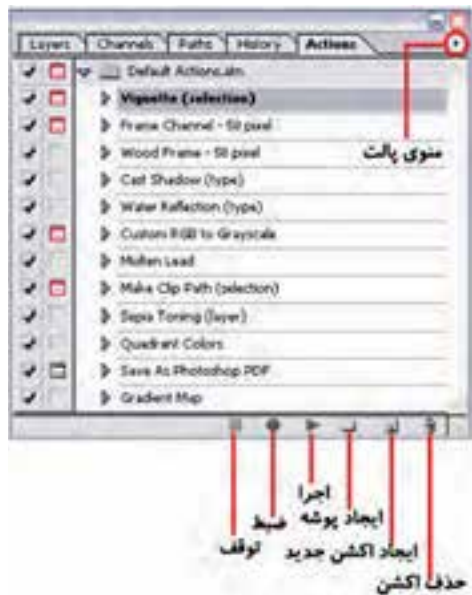 Layers Channels Paths History Actions
Default Actions.atn
Vignette (selection)
Frame Channel - 50 pixel
منوی پالت
Wood Frame - 50 pixel
Cast Shadow (type)
Water Reflection (type)
Custom RGB to Grayscale
Molten Lead
Make Clip Path (selection)
Sepia Toning (layer)
Quadrant Colors
Save As Photoshop PDF
Gradient Map
اجرا
ایجاد پوشه
ضبط
توقف
ایجاد اکشن جدید
حذف اکشن